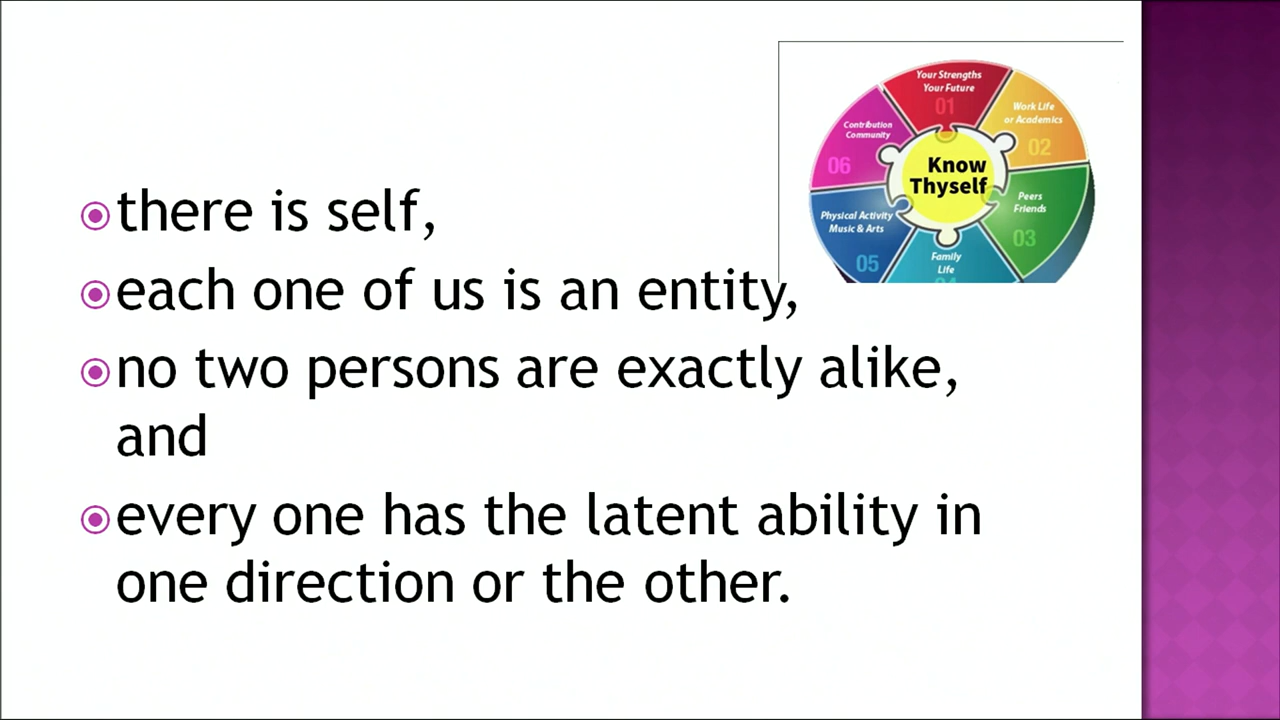 Your Strengths
Your Future
01
Work Life
or Academics
02
Peers
Friends
03
Family
Life
04
Physical Activity
Music & Arts
05
Contribution
Community
06
Know
Thyself
there is self,
each one of us is an entity,
no two persons are exactly alike,
and
every one has the latent ability in
one direction or the other.